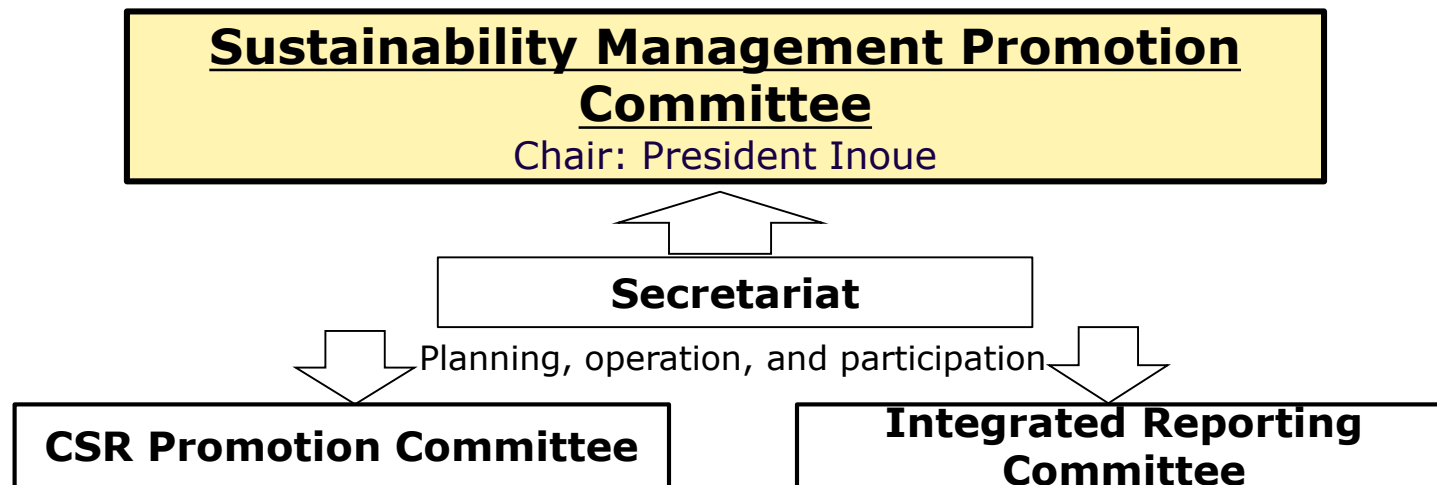 Sustainability Management Promotion
Committee
Chair: President Inoue
Secretariat
Planning, operation, and participation
CSR Promotion Committee
Integrated Reporting
Committee